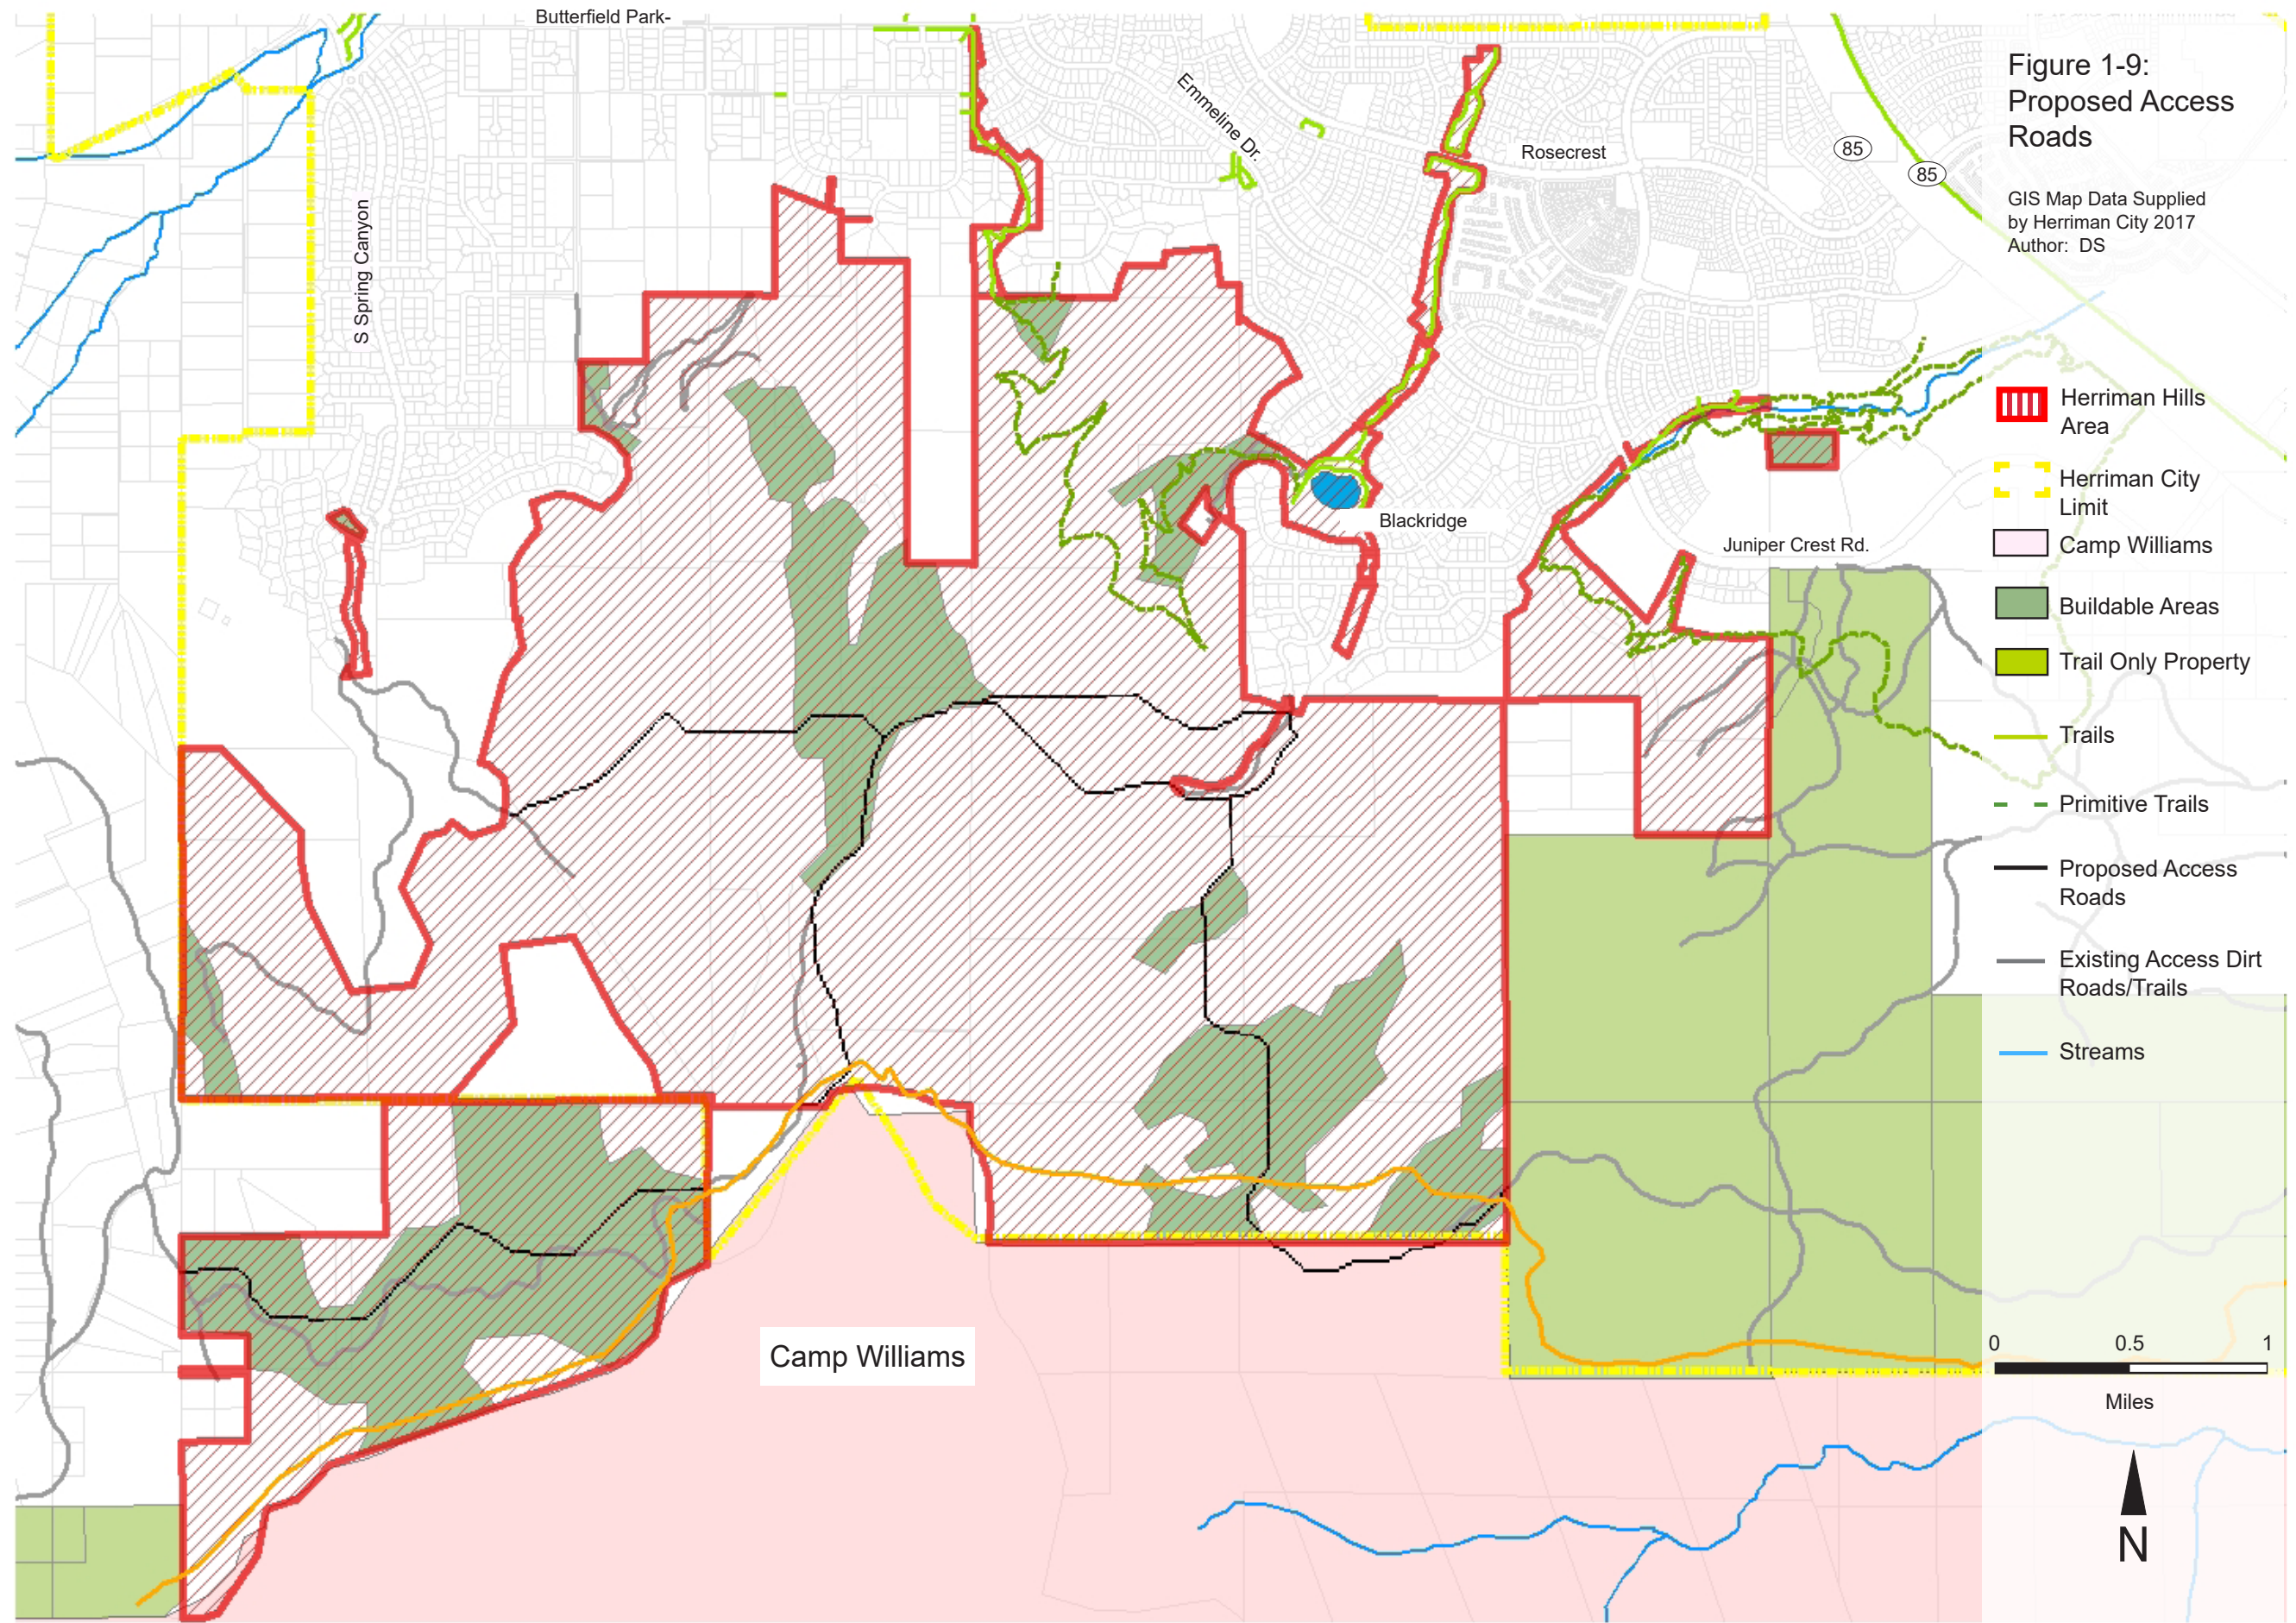 Butterfield Park-
Emmeline Dr.
Rosecrest
85
85
S Spring Canyon
Blackridge
Juniper Crest Rd.
Camp Williams
Figure 1-9:
Proposed Access
Roads
GIS Map Data Supplied
by Herriman City 2017
Author:  DS
Herriman Hills
Area
Herriman City
Limit
Camp Williams
Buildable Areas
Trail Only Property
Trails
Primitive Trails
Proposed Access
Roads
Existing Access Dirt
Roads/Trails
Streams
0 0.5 1
Miles
N